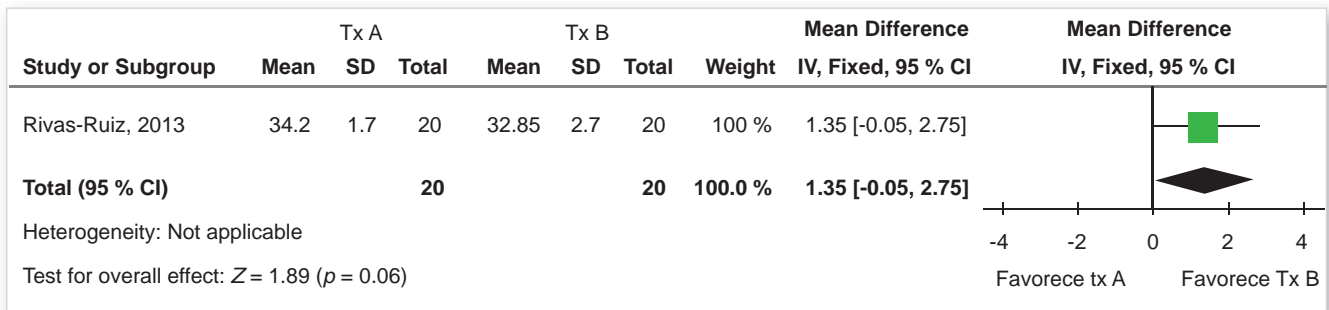 Tx A Tx B Mean Difference Mean Difference
Study or Subgroup Mean SD Total Mean SD Total Weight IV, Fixed, 95 % CI IV, Fixed, 95 % CI
Rivas-Ruiz, 2013 34.2 1.7 20 32.85 2.7 20 100 % 1.35 [-0.05, 2.75]
Total (95 % CI) 20 20 100.0 % 1.35 [-0.05, 2.75]
Heterogeneity: Not applicable
-4 -2 0 2 4
Test for overall effect: Z = 1.89 (p = 0.06)
Favorece tx A Favorece Tx B